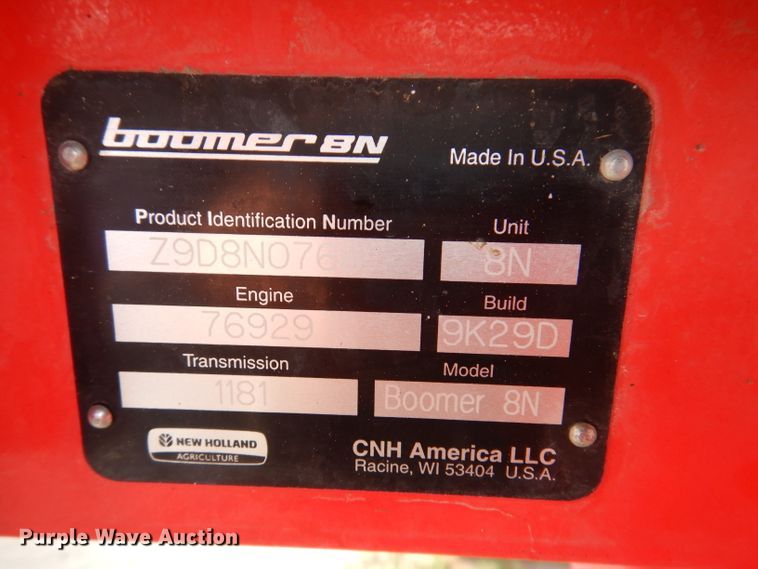 boomer 8N
Made In U.S.A.
Product Identification Number
Unit
8N
Engine
Build
76929
9K29D
Transmission
Model
1181
Boomer 8N
NEW HOLLAND
AGRICULTURE
CNH America LLC
Racine, WI 53404 U.S.A.
Purple Wave Auction